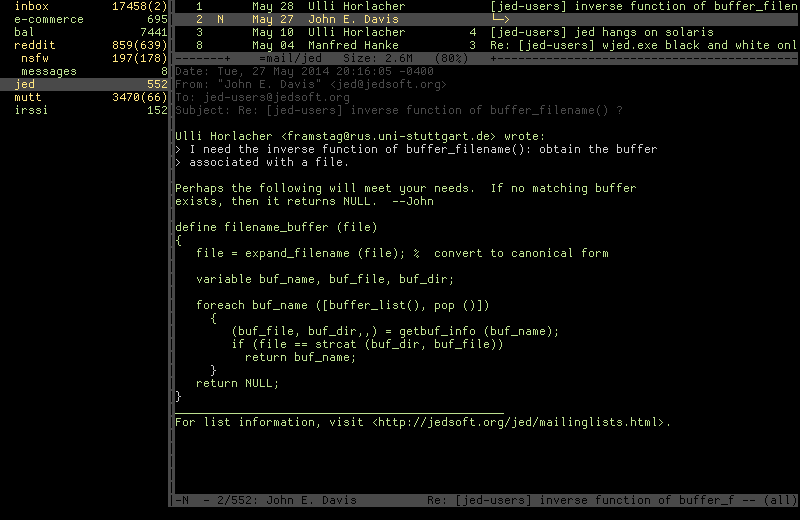 inbox 17458(2)
e-commerce 695
bal 7441
reddit 859(639)
nsfw 197(178)
messages 8
jed 552
mutt 3470(66)
irssi 152
1 May 28 Ulli Horlacher [jed-users] inverse function of buffer_filen
2 N May 27 John E. Davis └─>
3 May 10 Ulli Horlacher 4 [jed-users] jed hangs on solaris
8 May 04 Manfred Hanke 3 Re: [jed-users] wjed.exe black and white onl
-------+ =mail/jed Size: 2.6M (80%) +--------------------------------------------
Date: Tue, 27 May 2014 20:16:05 -0400
From: "John E. Davis" <jed@jedsoft.org>
To: jed-users@jedsoft.org
Subject: Re: [jed-users] inverse function of buffer_filename() ?
Ulli Horlacher <framstag@rus.uni-stuttgart.de> wrote:
> I need the inverse function of buffer_filename(): obtain the buffer
> associated with a file.
Perhaps the following will meet your needs.  If no matching buffer
exists, then it returns NULL.  --John
define filename_buffer (file)
{
   file = expand_filename (file); %  convert to canonical form
   variable buf_name, buf_file, buf_dir;
   foreach buf_name ([buffer_list(), pop ()])
     {
        (buf_file, buf_dir,,) = getbuf_info (buf_name);
        if (file == strcat (buf_dir, buf_file))
          return buf_name;
     }
   return NULL;
}
_______________________________________________
For list information, visit <http://jedsoft.org/jed/mailinglists.html>.
-N  - 2/552: John E. Davis Re: [jed-users] inverse function of buffer_f -- (all)